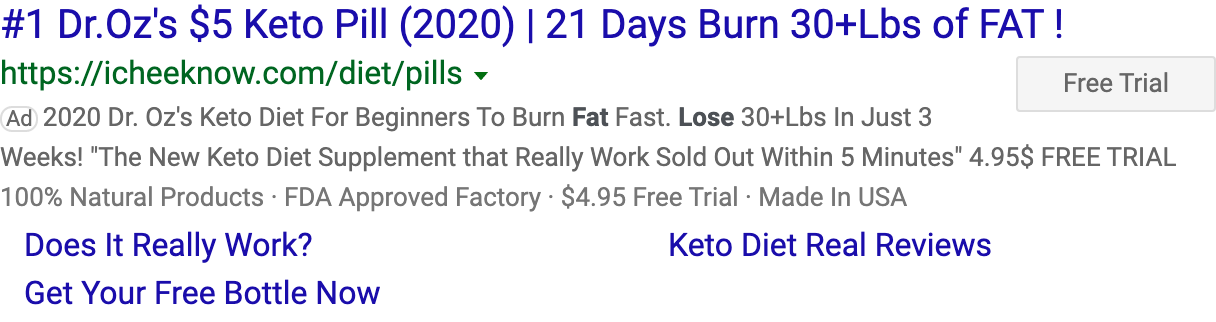 #1 Dr.Oz's $5 Keto Pill (2020) | 21 Days Burn 30+Lbs of FAT !
https://icheeknow.com/diet/pills
Free Trial
Ad 2020 Dr. Oz's Keto Diet For Beginners To Burn Fat Fast. Lose 30+Lbs In Just 3
Weeks! "The New Keto Diet Supplement that Really Work Sold Out Within 5 Minutes" 4.95$ FREE TRIAL
100% Natural Products · FDA Approved Factory · $4.95 Free Trial · Made In USA
Does It Really Work?
Keto Diet Real Reviews
Get Your Free Bottle Now